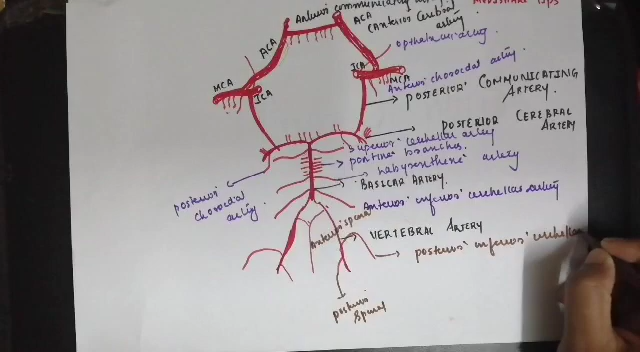 Anterior communicating
ACA
(Anterior cerebral
artery
ACA
ophthalmic artery
ICA
MCA
MCA
ICA
Anterior choroidal artery
POSTERIOR COMMUNICATING
ARTERY.
POSTERIOR CEREBRAL
ARTERY
Superior cerebellar artery
pontine branches.
labyrinthine artery
BASILAR ARTERY.
posterior
choroidal
artery
Anterior inferior cerebellar artery
Anterior spinal
VERTEBRAL ARTERY
posterior inferior cerebellar
posterior
spinal